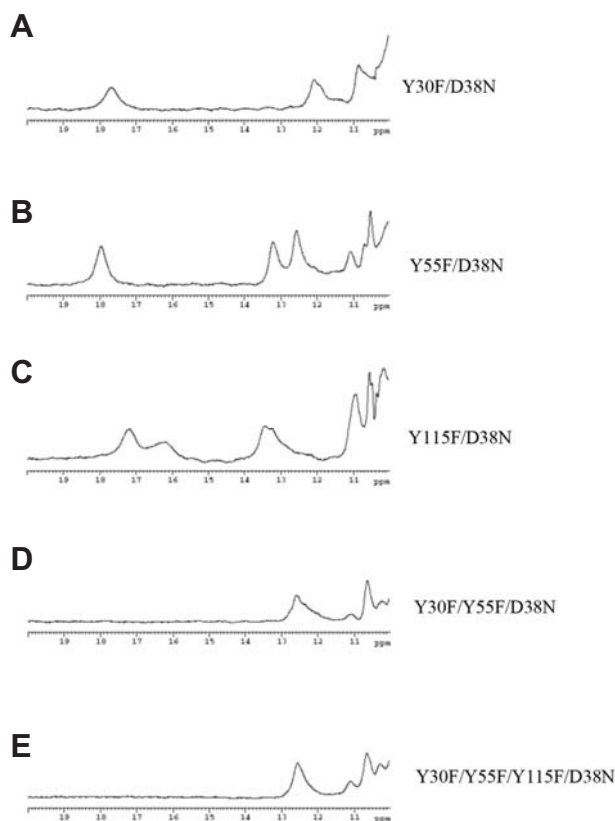 A
Y30F/D38N
19 18 17 16 15 14 13 12 11 ppm
B
Y55F/D38N
19 18 17 16 15 14 13 12 11 ppm
C
Y115F/D38N
19 18 17 16 15 14 13 12 11 ppm
D
Y30F/Y55F/D38N
19 18 17 16 15 14 13 12 11 ppm
E
Y30F/Y55F/Y115F/D38N
19 18 17 16 15 14 13 12 11 ppm